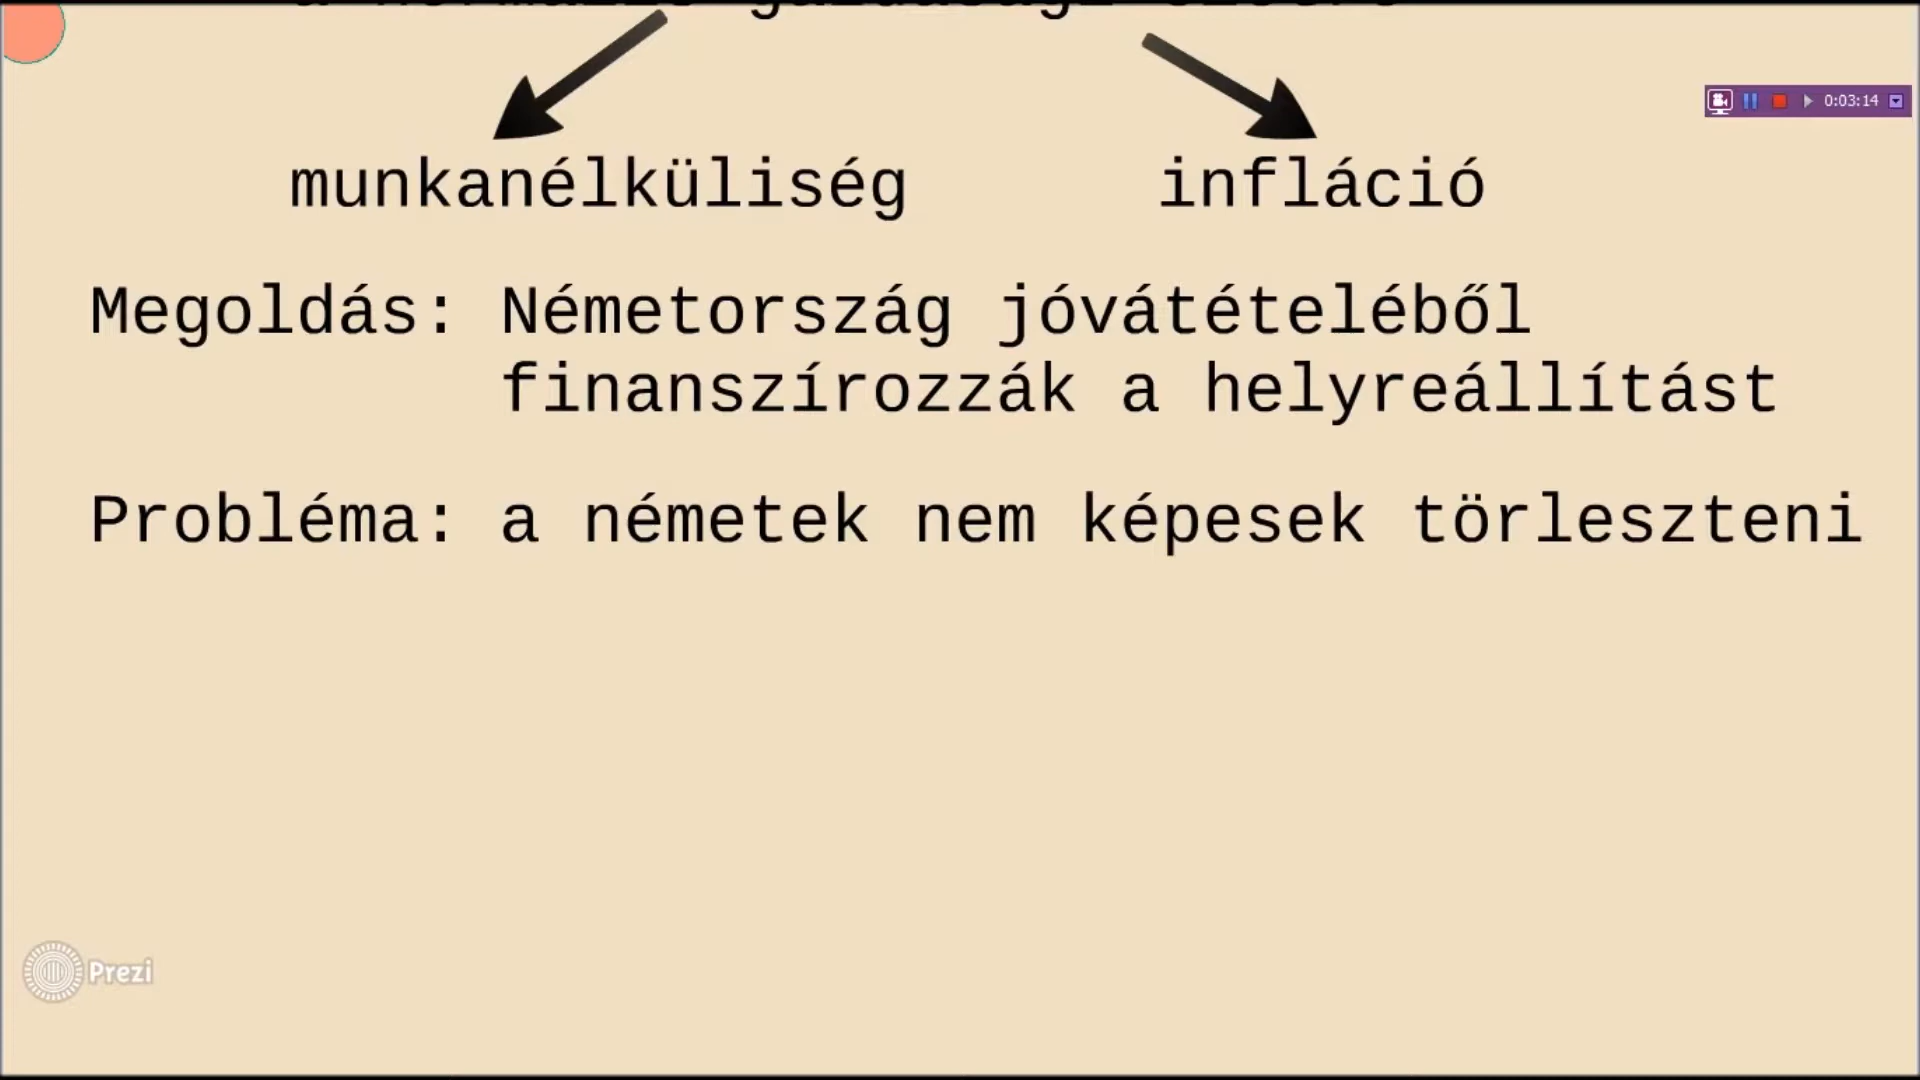 munkanélküliség infláció
0:03:14
Megoldás: Németország jóvátételéből
finanszírozzák a helyreállítást
Probléma: a németek nem képesek törleszteni
Prezi